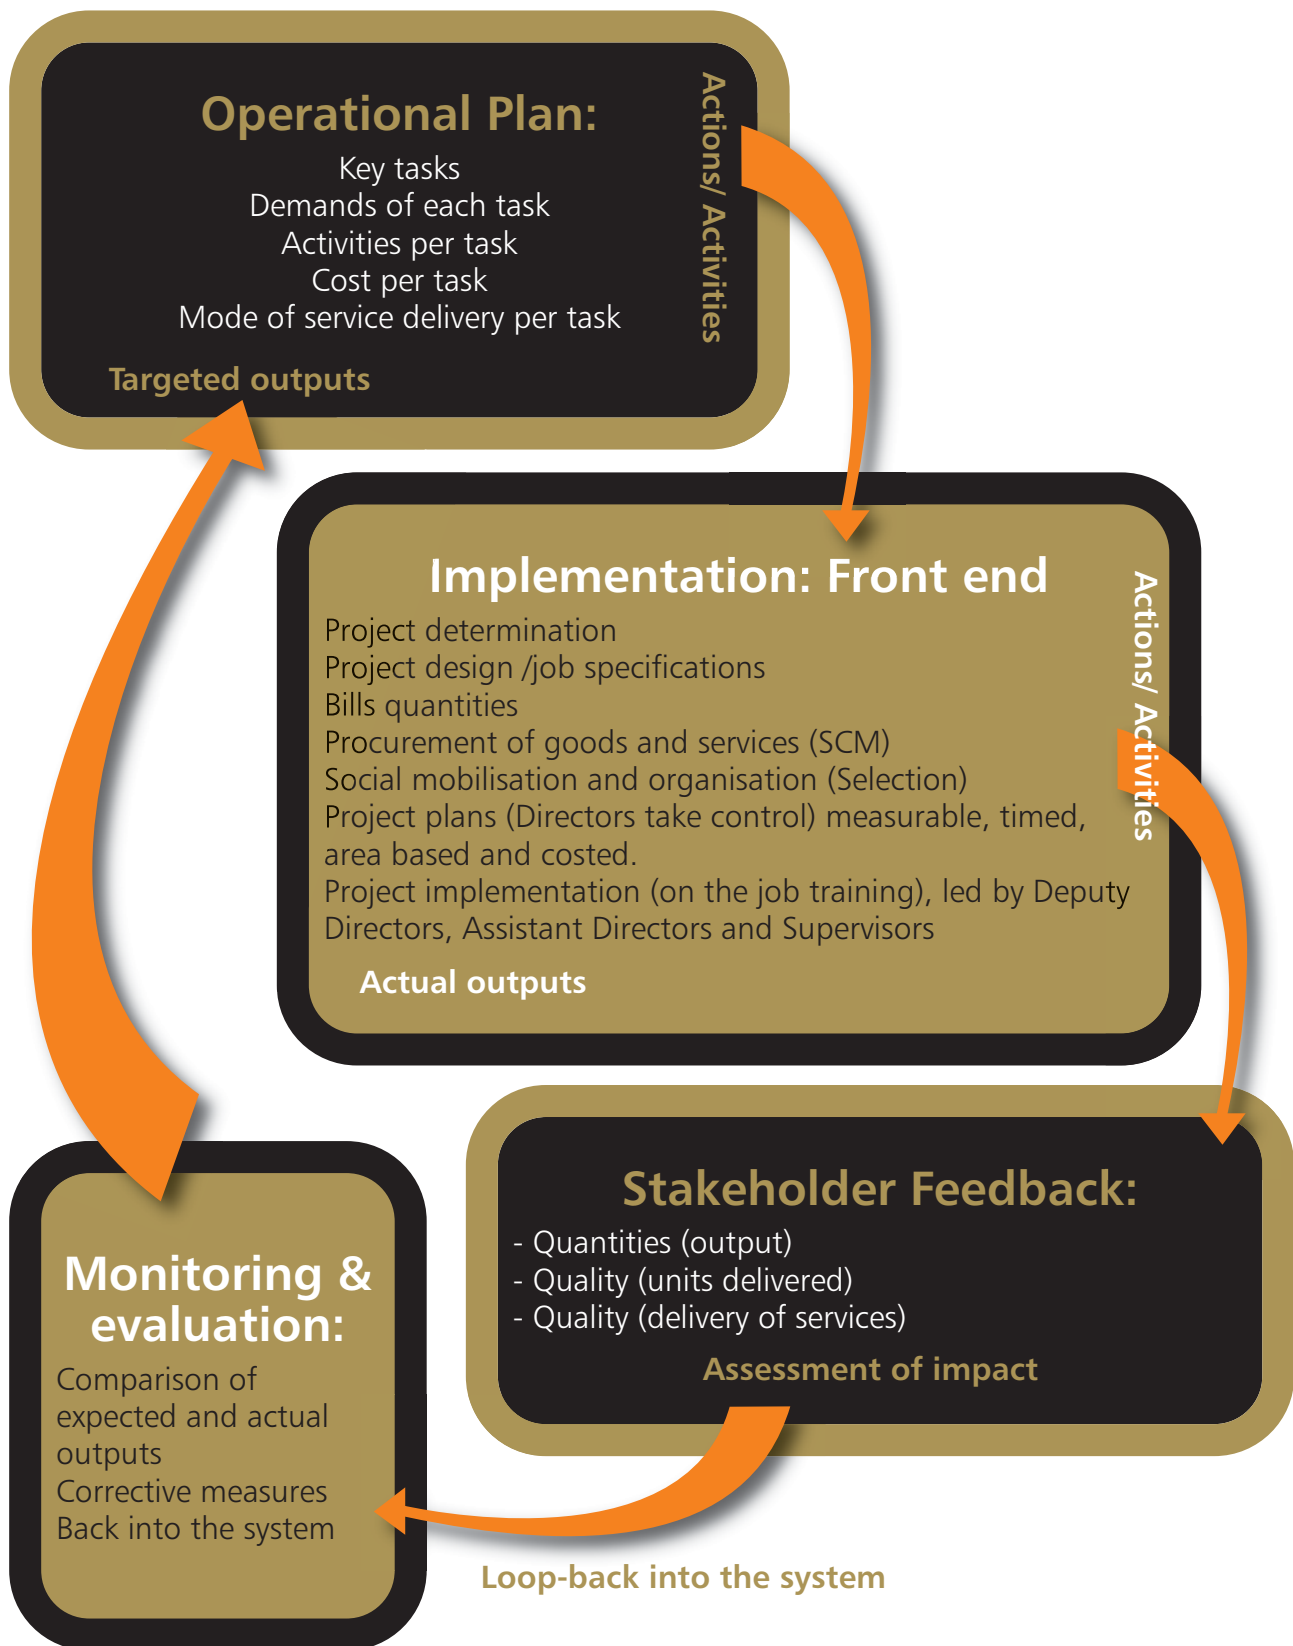 Operational Plan:
Key tasks
Demands of each task
Activities per task
Cost per task
Mode of service delivery per task
Targeted outputs
Actions/ Activities
Implementation: Front end
Project determination
Project design /job specifications
Bills quantities
Procurement of goods and services (SCM)
Social mobilisation and organisation (Selection)
Project plans (Directors take control) measurable, timed,
area based and costed.
Project implementation (on the job training), led by Deputy
Directors, Assistant Directors and Supervisors
Actual outputs
Actions/ Activities
Stakeholder Feedback:
- Quantities (output)
- Quality (units delivered)
- Quality (delivery of services)
Assessment of impact
Monitoring &
evaluation:
Comparison of
expected and actual
outputs
Corrective measures
Back into the system
Loop-back into the system